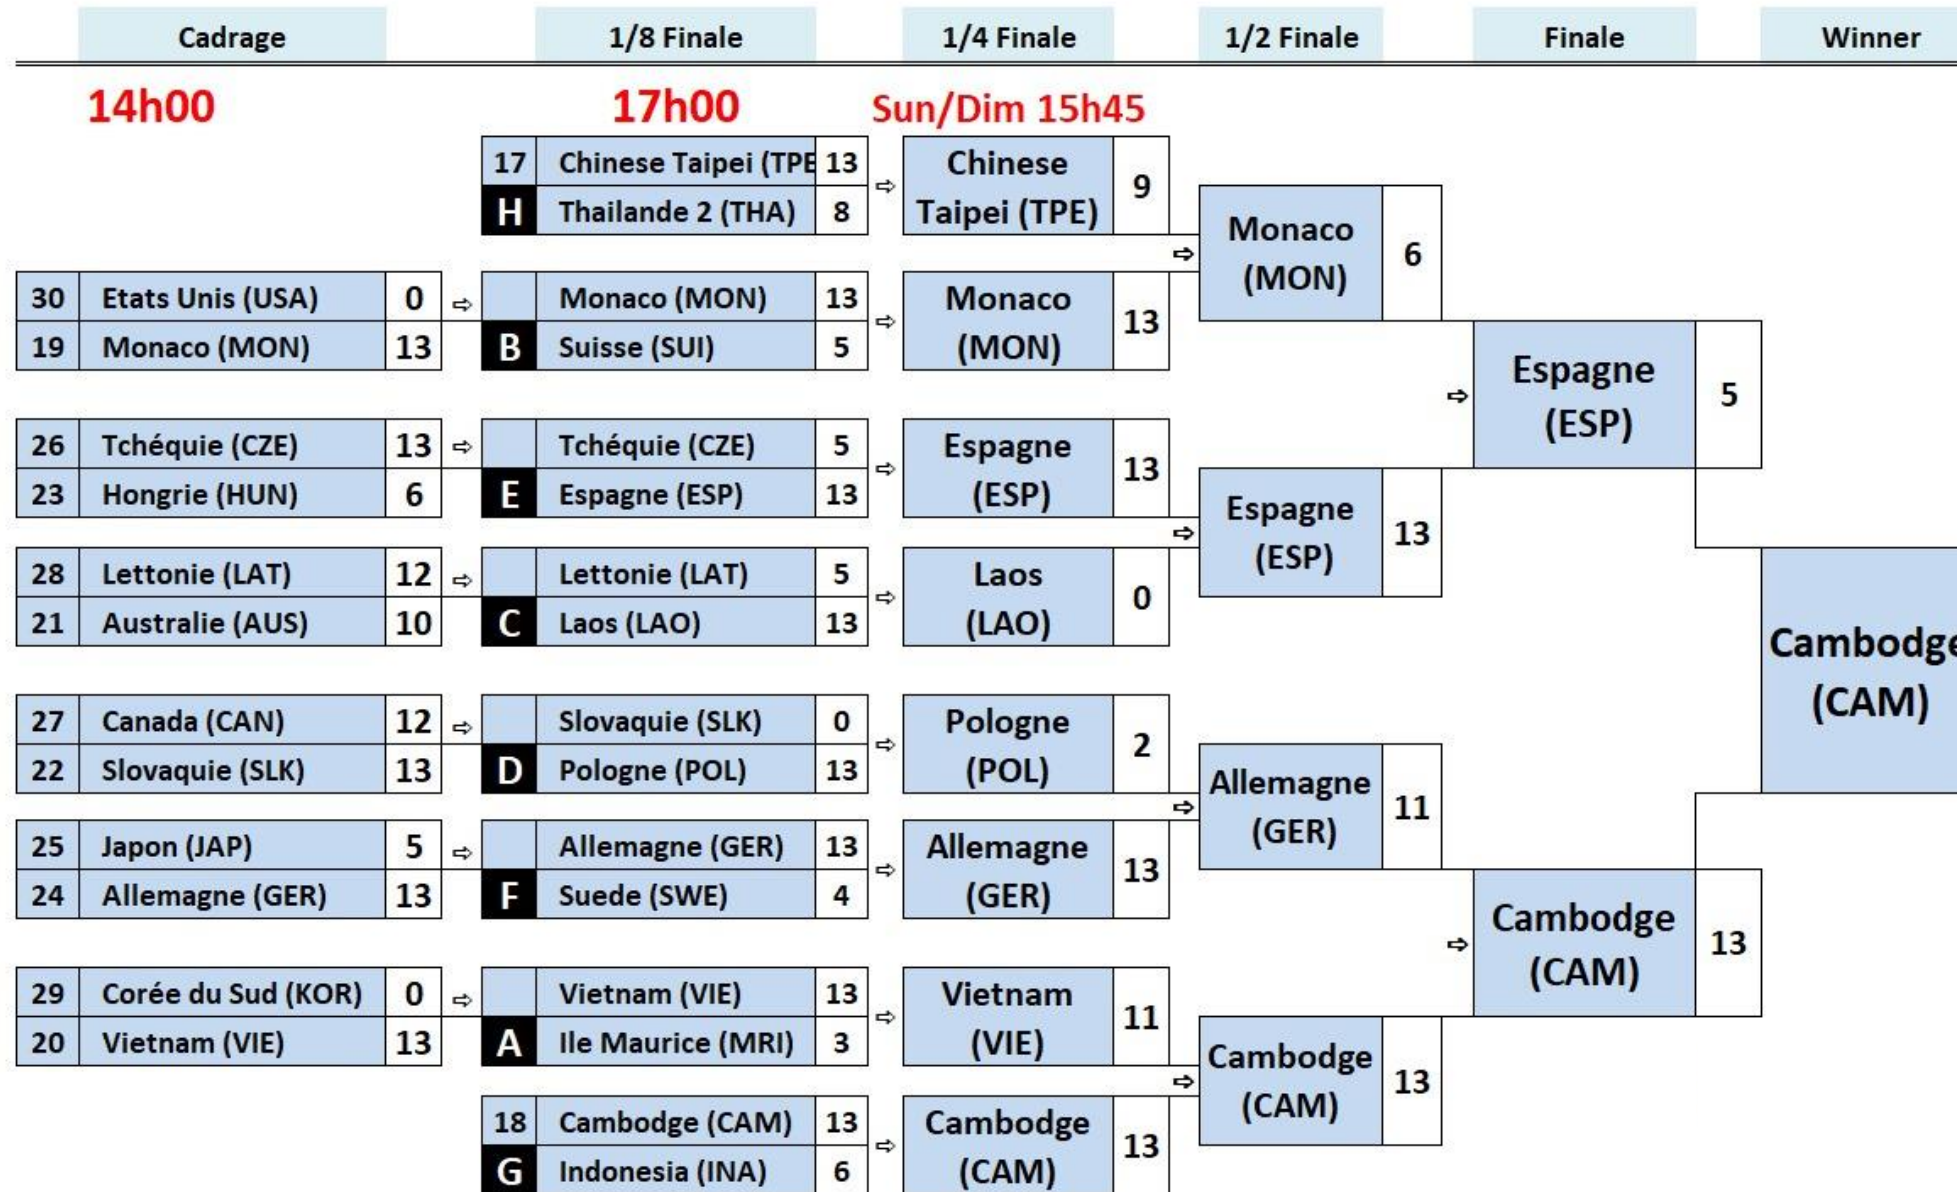 Cadrage 1/8 Finale 1/4 Finale 1/2 Finale Finale Winner
14h00 17h00 Sun/Dim 15h45
17 Chinese Taipei (TPE 13
H Thailande 2 (THA) 8
30 Etats Unis (USA) 0 ⇨ Monaco (MON) 13
19 Monaco (MON) 13 B Suisse (SUI) 5
26 Tchéquie (CZE) 13 ⇨ Tchéquie (CZE) 5
23 Hongrie (HUN) 6 E Espagne (ESP) 13
28 Lettonie (LAT) 12 ⇨ Lettonie (LAT) 5
21 Australie (AUS) 10 C Laos (LAO) 13
27 Canada (CAN) 12 ⇨ Slovaquie (SLK) 0
22 Slovaquie (SLK) 13 D Pologne (POL) 13
25 Japon (JAP) 5 ⇨ Allemagne (GER) 13
24 Allemagne (GER) 13 F Suede (SWE) 4
29 Corée du Sud (KOR) 0 ⇨ Vietnam (VIE) 13
20 Vietnam (VIE) 13 A Ile Maurice (MRI) 3
18 Cambodge (CAM) 13
G Indonesia (INA) 6
Chinese
Taipei (TPE) 9
Monaco
(MON) 13
Espagne
(ESP) 13
Laos
(LAO) 0
Pologne
(POL) 2
Allemagne
(GER) 13
Vietnam
(VIE) 11
Cambodge
(CAM) 13
Monaco
(MON) 6
Espagne
(ESP) 13
Allemagne
(GER) 11
Cambodge
(CAM) 13
Espagne
(ESP) 5
Cambodge
(CAM) 13
Cambodge
(CAM)